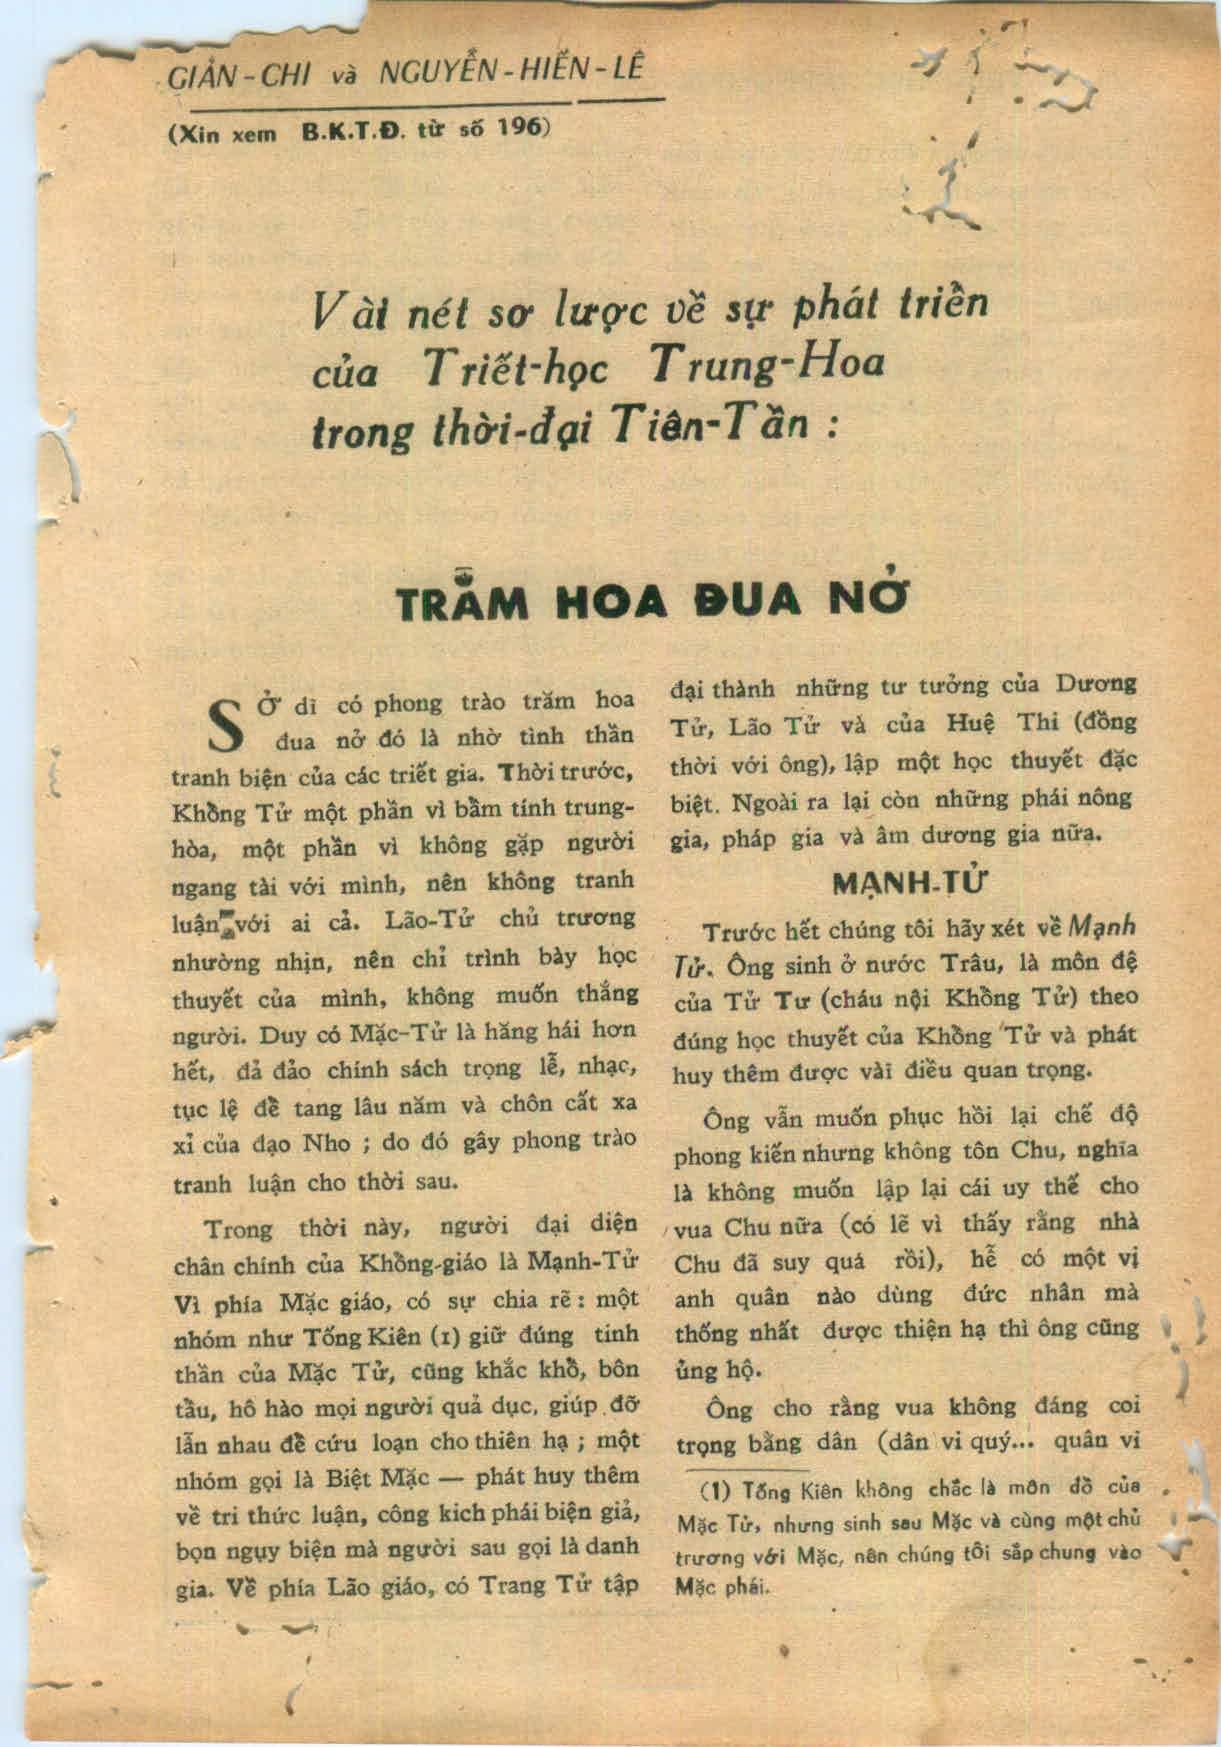 GIẢN-CHI và NGUYỄN-HIẾN-LÊ
(Xin xem B.K.T.Đ. từ số 196)
Vài nét sơ lược về sự phát triển
của Triết-học Trung-Hoa
trong thời-đại Tiên-Tần :
TRĂM HOA ĐUA NỞ
SỞ dĩ có phong trào trăm hoa
đua nở đó là nhờ tinh thần
tranh biện của các triết gia. Thời trước,
Khổng Tử một phần vì bẩm tính trung-
hòa, một phần vì không gặp người
ngang tài với mình, nên không tranh
luận với ai cả. Lão-Tử chủ trương
nhường nhịn, nên chỉ trình bày học
thuyết của mình, không muốn thắng
người. Duy có Mặc-Tử là hăng hái hơn
hết, đả đảo chính sách trọng lễ, nhạc,
tục lệ để tang lâu năm và chôn cất xa
xỉ của đạo Nho ; do đó gây phong trào
tranh luận cho thời sau.
Trong thời này, người đại diện
chân chính của Khổng-giáo là Mạnh-Tử
Vì phía Mặc giáo, có sự chia rẽ : một
nhóm như Tống Kiên (1) giữ đúng tinh
thần của Mặc Tử, cũng khắc khổ, bôn
tầu, hô hào mọi người quả dục, giúp đỡ
lẫn nhau để cứu loạn cho thiên hạ ; một
nhóm gọi là Biệt Mặc — phát huy thêm
về tri thức luận, công kich phái biện giả,
bọn ngụy biện mà người sau gọi là danh
gia. Về phía Lão giáo, có Trang Tử tập
đại thành những tư tưởng của Dương
Tử, Lão Tử và của Huệ Thi (đồng
thời với ông), lập một học thuyết đặc
biệt. Ngoài ra lại còn những phái nông
gia, pháp gia và âm dương gia nữa.
MẠNH-TỬ
Trước hết chúng tôi hãy xét về Mạnh
Tử. Ông sinh ở nước Trâu, là môn đệ
của Tử Tư (cháu nội Khổng Tử) theo
đúng học thuyết của Khổng Tử và phát
huy thêm được vài điều quan trọng.
Ông vẫn muốn phục hồi lại chế độ
phong kiến nhưng không tôn Chu, nghĩa
là không muốn lập lại cái uy thế cho
vua Chu nữa (có lẽ vì thấy rằng nhà
Chu đã suy quá rồi), hễ có một vị
anh quân nào dùng đức nhân mà
thống nhất được thiện hạ thì ông cũng
ủng hộ.
Ông cho rằng vua không đáng coi
trọng bằng dân (dân vi quý... quân vi
(1) Tống Kiên không chắc là môn đồ của
Mặc Tử, nhưng sinh sau Mặc và cùng một chủ
trương với Mặc, nên chúng tôi sắp chung vào
Mặc phái.